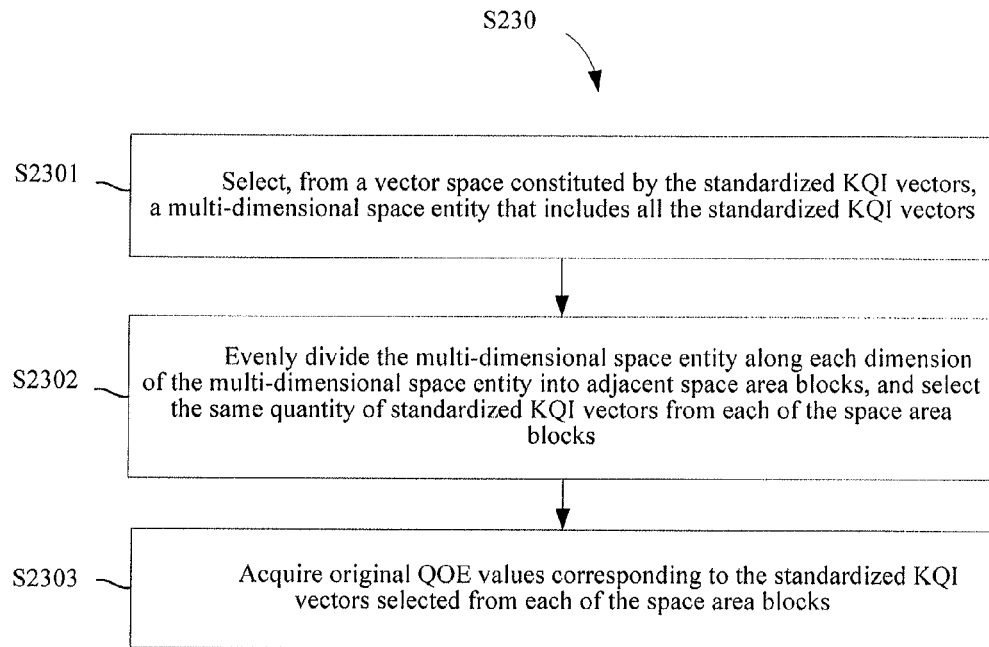 S230
S2301
Select, from a vector space constituted by the standardized KQI vectors,
a multi-dimensional space entity that includes all the standardized KQI vectors
S2302
Evenly divide the multi-dimensional space entity along each dimension
of the multi-dimensional space entity into adjacent space area blocks, and select
the same quantity of standardized KQI vectors from each of the space area
blocks
S2303
Acquire original QOE values corresponding to the standardized KQI
vectors selected from each of the space area blocks